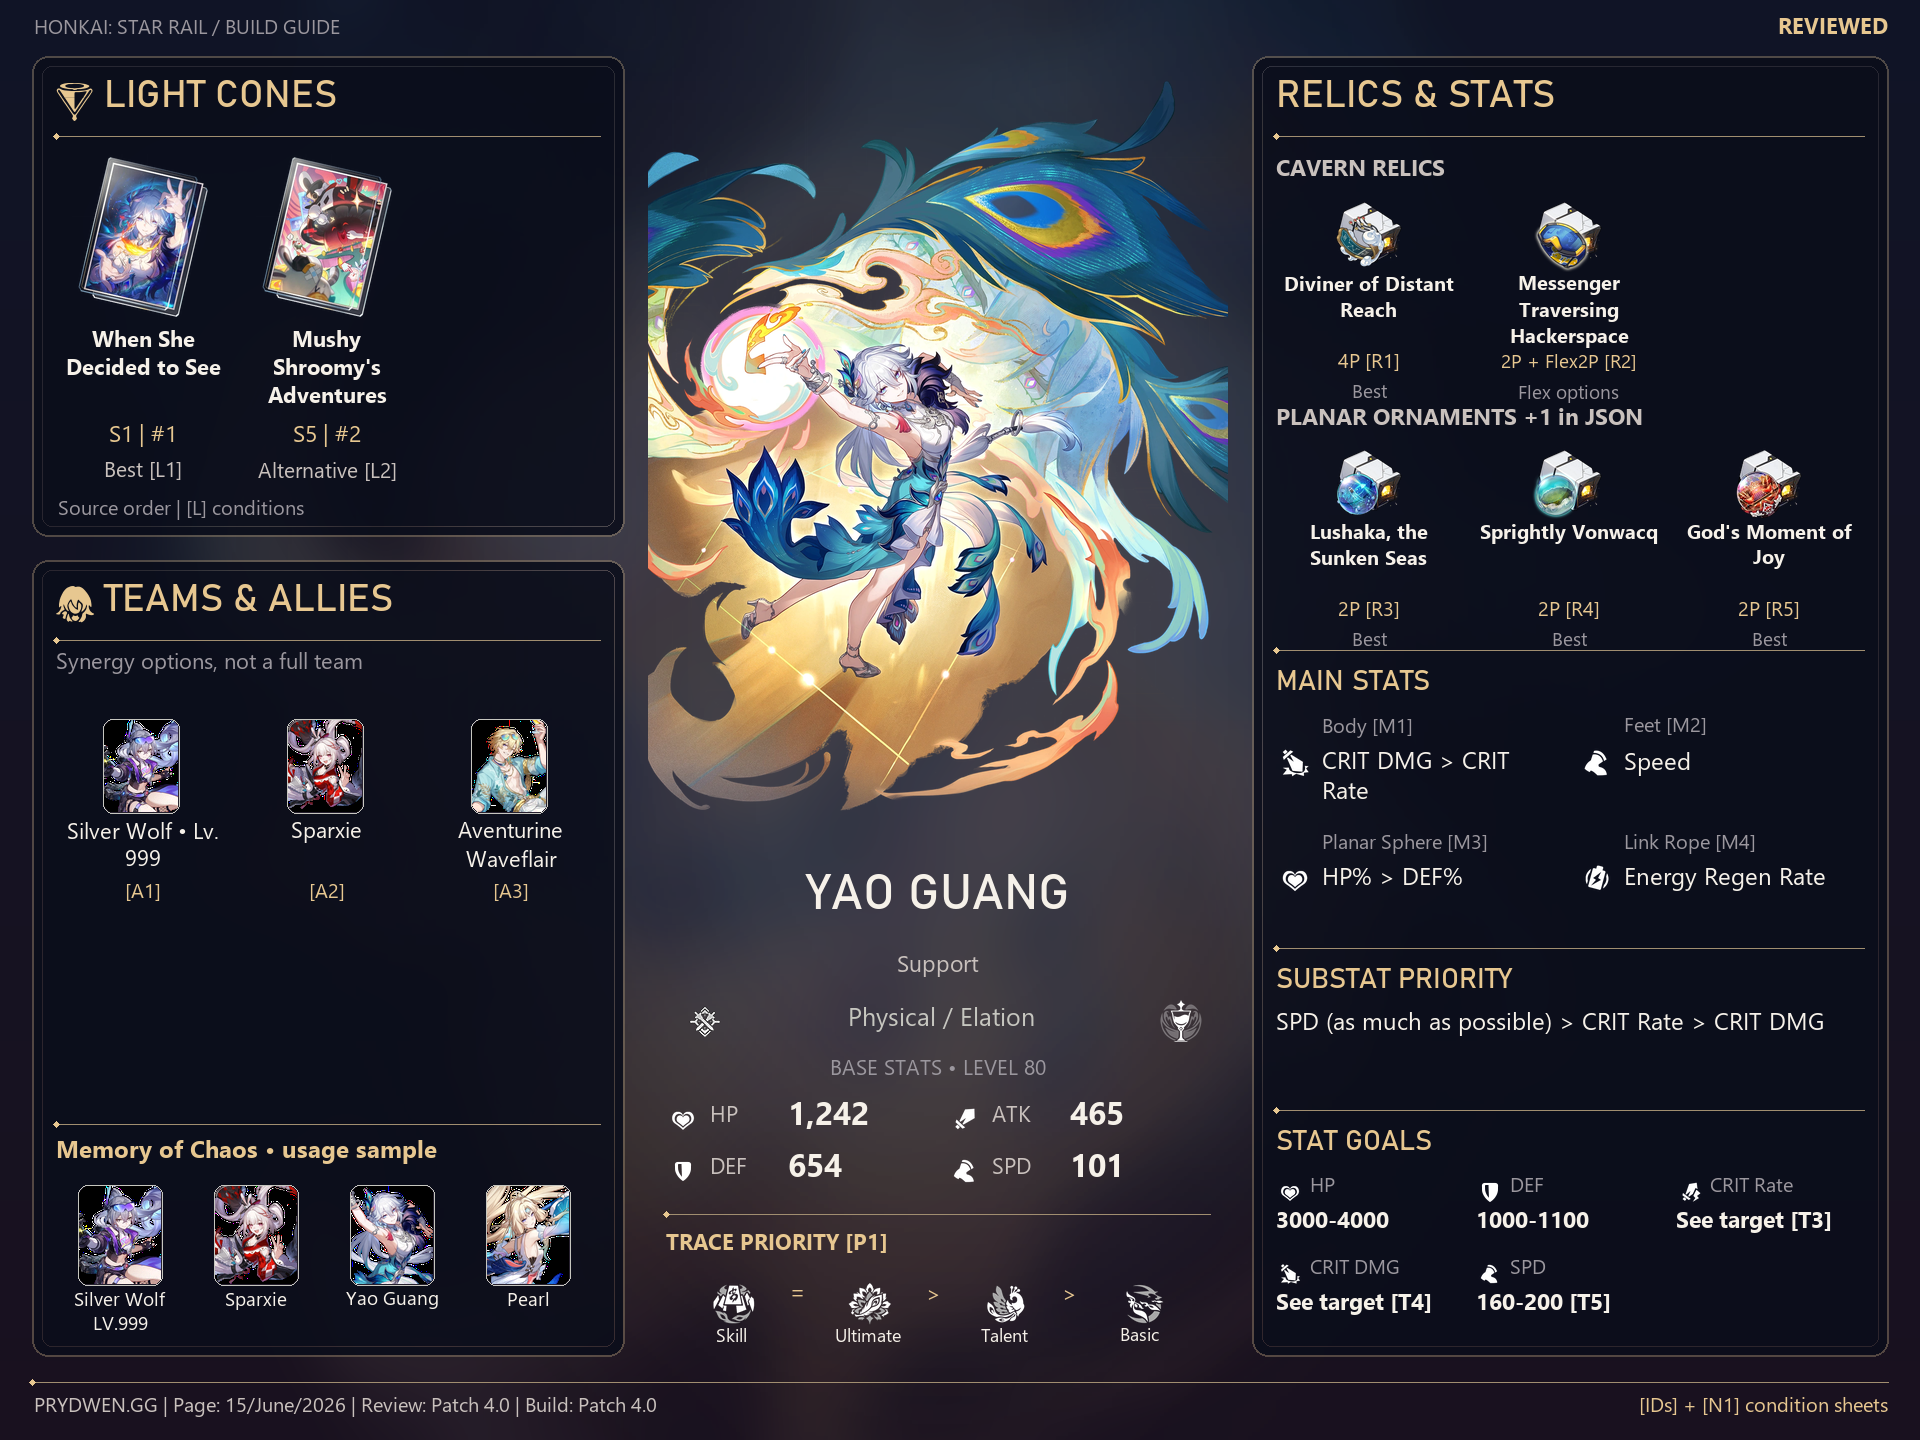 HONKAI: STAR RAIL / BUILD GUIDE
REVIEWED
LIGHT CONES
When She
Decided to See
S1 | #1
Best [L1]
Mushy
Shroomy's
Adventures
S5 | #2
Alternative [L2]
Source order | [L] conditions
TEAMS & ALLIES
Synergy options, not a full team
Silver Wolf • Lv.
999
[A1]
Sparxie
[A2]
Aventurine
Waveflair
[A3]
Memory of Chaos • usage sample
Silver Wolf
LV.999
Sparxie
Yao Guang
Pearl
YAO GUANG
Support
Physical / Elation
BASE STATS • LEVEL 80
HP 1,242
ATK 465
DEF 654
SPD 101
TRACE PRIORITY [P1]
= > >
Skill
Ultimate
Talent
Basic
RELICS & STATS
CAVERN RELICS
Diviner of Distant
Reach
4P [R1]
Best
Messenger
Traversing
Hackerspace
2P + Flex2P [R2]
Flex options
PLANAR ORNAMENTS +1 in JSON
Lushaka, the
Sunken Seas
2P [R3]
Best
Sprightly Vonwacq
2P [R4]
Best
God's Moment of
Joy
2P [R5]
Best
MAIN STATS
Body [M1]
CRIT DMG > CRIT
Rate
Feet [M2]
Speed
Planar Sphere [M3]
HP% > DEF%
Link Rope [M4]
Energy Regen Rate
SUBSTAT PRIORITY
SPD (as much as possible) > CRIT Rate > CRIT DMG
STAT GOALS
HP
3000-4000
DEF
1000-1100
CRIT Rate
See target [T3]
CRIT DMG
See target [T4]
SPD
160-200 [T5]
PRYDWEN.GG | Page: 15/June/2026 | Review: Patch 4.0 | Build: Patch 4.0
[IDs] + [N1] condition sheets